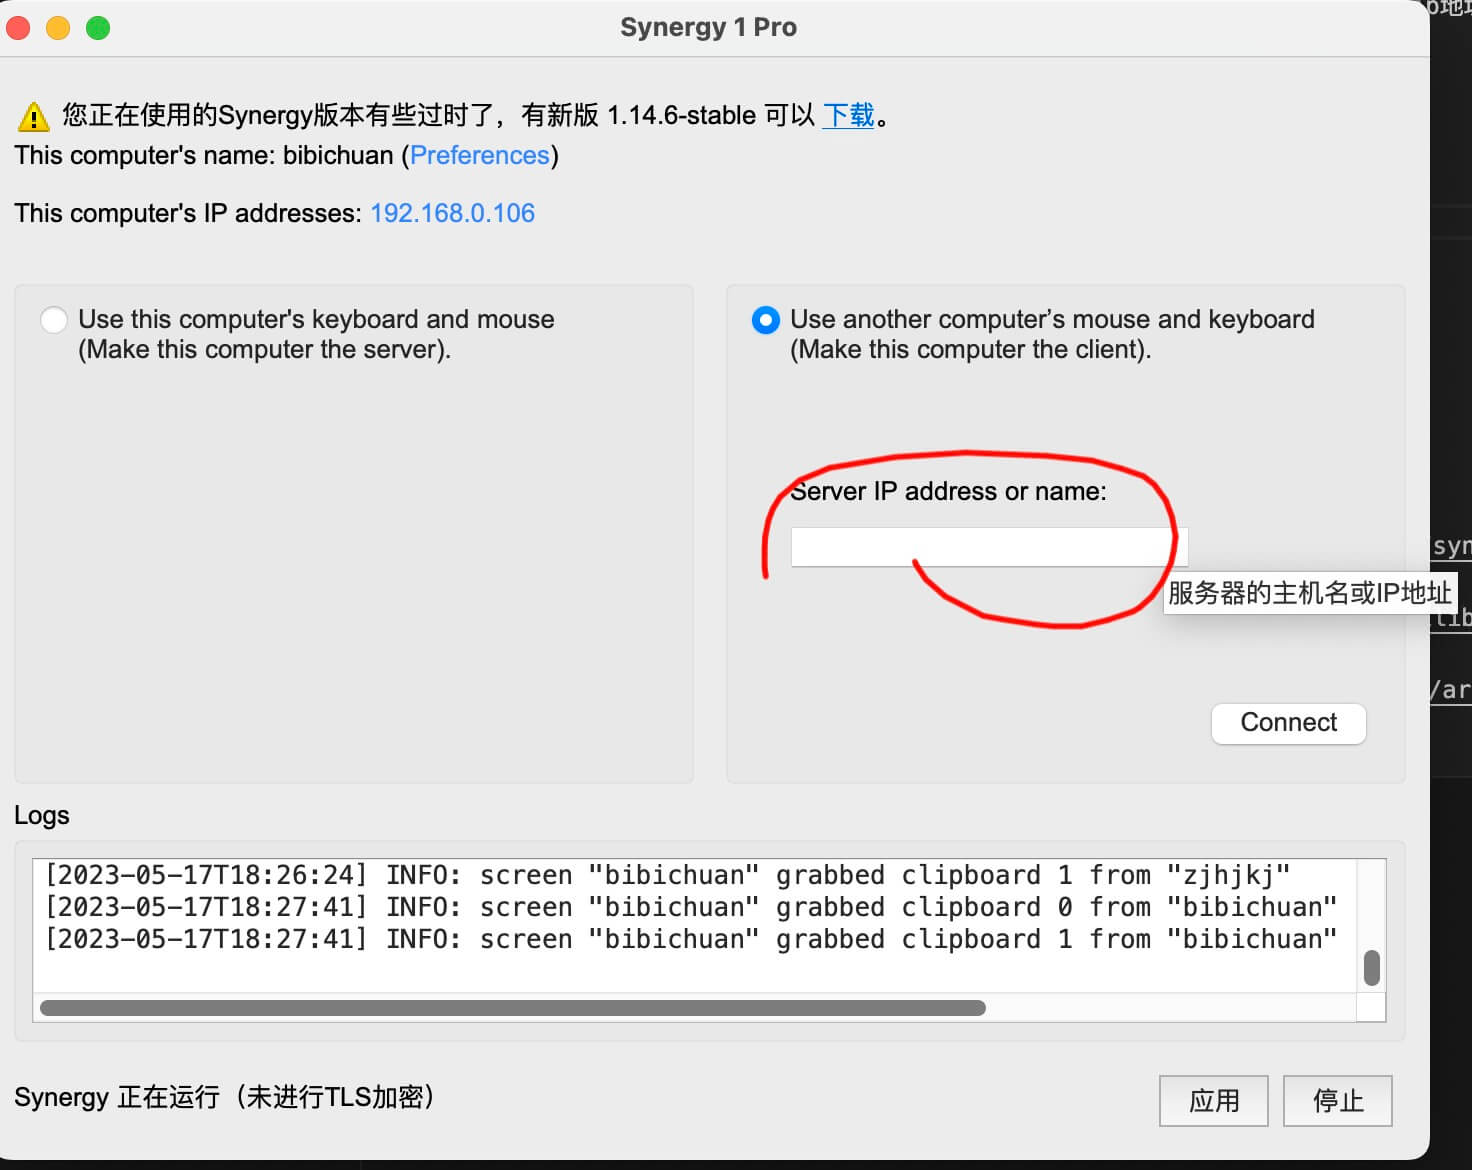 Synergy 1 Pro
您正在使用的Synergy版本有些过时了，有新版 1.14.6-stable 可以 下载。
This computer's name: bibichuan (Preferences)
This computer's IP addresses: 192.168.0.106
Use this computer's keyboard and mouse
(Make this computer the server).
Use another computer’s mouse and keyboard
(Make this computer the client).
Server IP address or name:
服务器的主机名或IP地址
Connect
Logs
[2023-05-17T18:26:24] INFO: screen "bibichuan" grabbed clipboard 1 from "zjhjkj"
[2023-05-17T18:27:41] INFO: screen "bibichuan" grabbed clipboard 0 from "bibichuan"
[2023-05-17T18:27:41] INFO: screen "bibichuan" grabbed clipboard 1 from "bibichuan"
Synergy 正在运行（未进行TLS加密）
应用
停止
syn
/ar